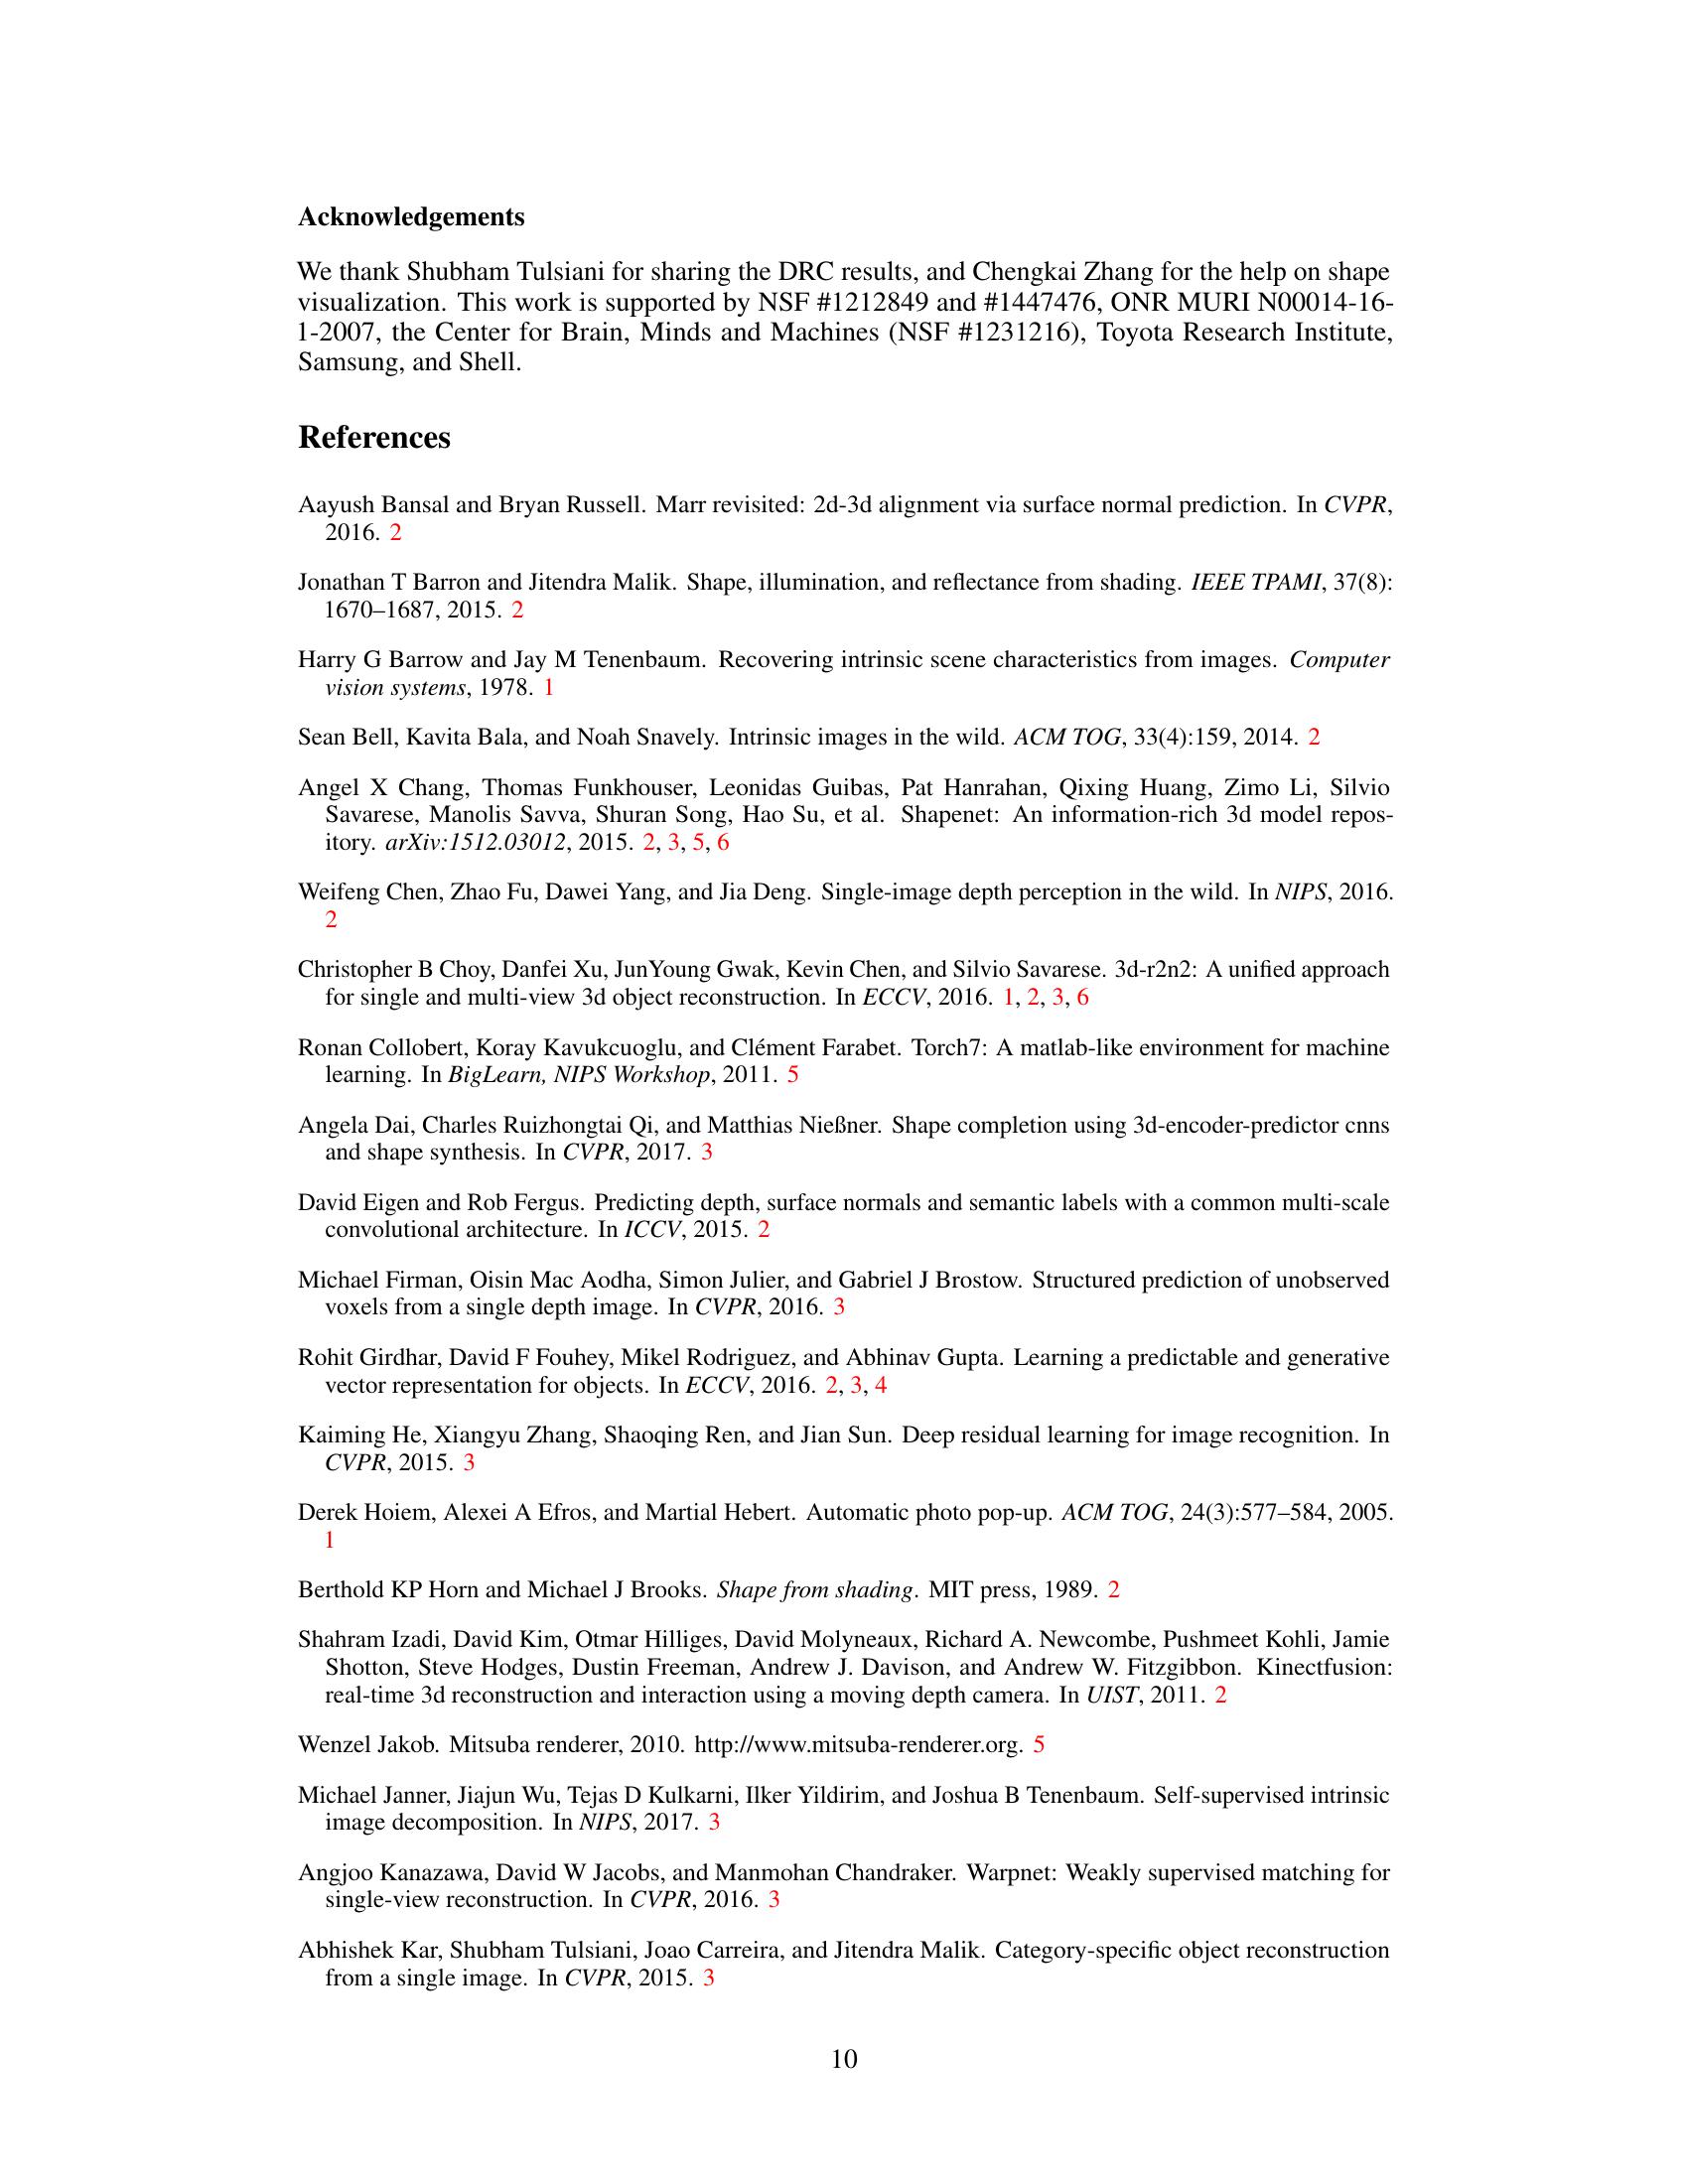 Acknowledgements
We thank Shubham Tulsiani for sharing the DRC results, and Chengkai Zhang for the help on shape
visualization. This work is supported by NSF #1212849 and #1447476, ONR MURI N00014-16-
1-2007, the Center for Brain, Minds and Machines (NSF #1231216), Toyota Research Institute,
Samsung, and Shell.
References
Aayush Bansal and Bryan Russell. Marr revisited: 2d-3d alignment via surface normal prediction. In CVPR,
2016. 2
Jonathan T Barron and Jitendra Malik. Shape, illumination, and reflectance from shading. IEEE TPAMI, 37(8):
1670–1687, 2015. 2
Harry G Barrow and Jay M Tenenbaum. Recovering intrinsic scene characteristics from images. Computer
vision systems, 1978. 1
Sean Bell, Kavita Bala, and Noah Snavely. Intrinsic images in the wild. ACM TOG, 33(4):159, 2014. 2
Angel X Chang, Thomas Funkhouser, Leonidas Guibas, Pat Hanrahan, Qixing Huang, Zimo Li, Silvio
Savarese, Manolis Savva, Shuran Song, Hao Su, et al. Shapenet: An information-rich 3d model repos-
itory. arXiv:1512.03012, 2015. 2, 3, 5, 6
Weifeng Chen, Zhao Fu, Dawei Yang, and Jia Deng. Single-image depth perception in the wild. In NIPS, 2016.
2
Christopher B Choy, Danfei Xu, JunYoung Gwak, Kevin Chen, and Silvio Savarese. 3d-r2n2: A unified approach
for single and multi-view 3d object reconstruction. In ECCV, 2016. 1, 2, 3, 6
Ronan Collobert, Koray Kavukcuoglu, and Clément Farabet. Torch7: A matlab-like environment for machine
learning. In BigLearn, NIPS Workshop, 2011. 5
Angela Dai, Charles Ruizhongtai Qi, and Matthias Nießner. Shape completion using 3d-encoder-predictor cnns
and shape synthesis. In CVPR, 2017. 3
David Eigen and Rob Fergus. Predicting depth, surface normals and semantic labels with a common multi-scale
convolutional architecture. In ICCV, 2015. 2
Michael Firman, Oisin Mac Aodha, Simon Julier, and Gabriel J Brostow. Structured prediction of unobserved
voxels from a single depth image. In CVPR, 2016. 3
Rohit Girdhar, David F Fouhey, Mikel Rodriguez, and Abhinav Gupta. Learning a predictable and generative
vector representation for objects. In ECCV, 2016. 2, 3, 4
Kaiming He, Xiangyu Zhang, Shaoqing Ren, and Jian Sun. Deep residual learning for image recognition. In
CVPR, 2015. 3
Derek Hoiem, Alexei A Efros, and Martial Hebert. Automatic photo pop-up. ACM TOG, 24(3):577–584, 2005.
1
Berthold KP Horn and Michael J Brooks. Shape from shading. MIT press, 1989. 2
Shahram Izadi, David Kim, Otmar Hilliges, David Molyneaux, Richard A. Newcombe, Pushmeet Kohli, Jamie
Shotton, Steve Hodges, Dustin Freeman, Andrew J. Davison, and Andrew W. Fitzgibbon. Kinectfusion:
real-time 3d reconstruction and interaction using a moving depth camera. In UIST, 2011. 2
Wenzel Jakob. Mitsuba renderer, 2010. http://www.mitsuba-renderer.org. 5
Michael Janner, Jiajun Wu, Tejas D Kulkarni, Ilker Yildirim, and Joshua B Tenenbaum. Self-supervised intrinsic
image decomposition. In NIPS, 2017. 3
Angjoo Kanazawa, David W Jacobs, and Manmohan Chandraker. Warpnet: Weakly supervised matching for
single-view reconstruction. In CVPR, 2016. 3
Abhishek Kar, Shubham Tulsiani, Joao Carreira, and Jitendra Malik. Category-specific object reconstruction
from a single image. In CVPR, 2015. 3
10